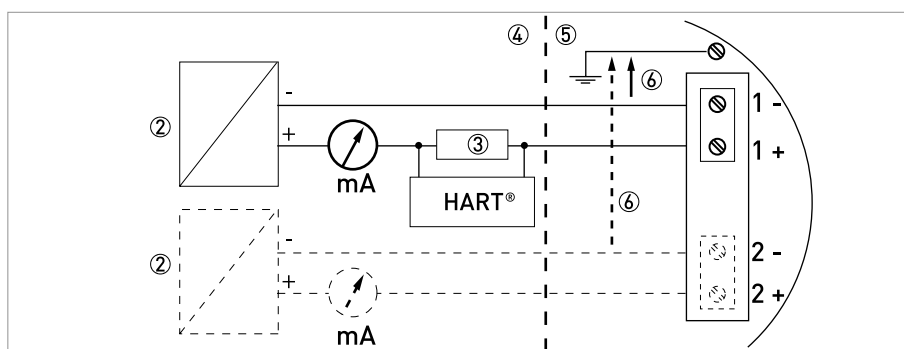 ④ ⑤
⑥
② - 1 -
+ ③ 1 +
mA
HART®
⑥
② - 2 -
+ 2 +
mA